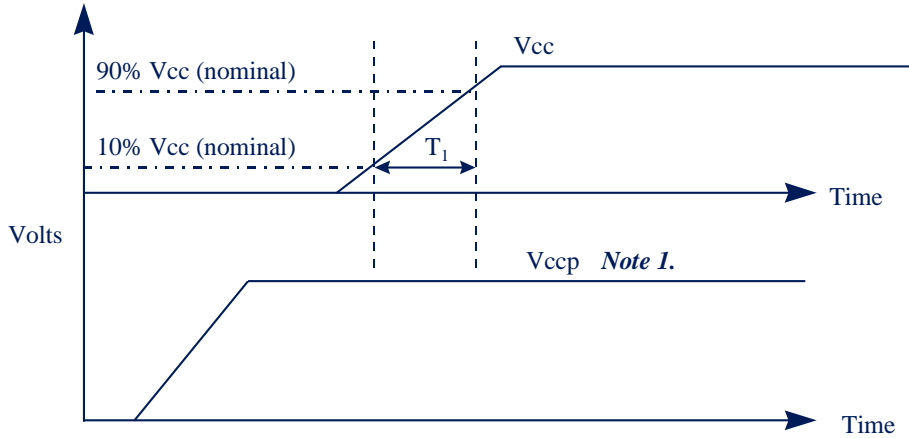 Vcc
90% Vcc (nominal)
10% Vcc (nominal)
T1
Time
Volts
Vccp Note 1.
Time